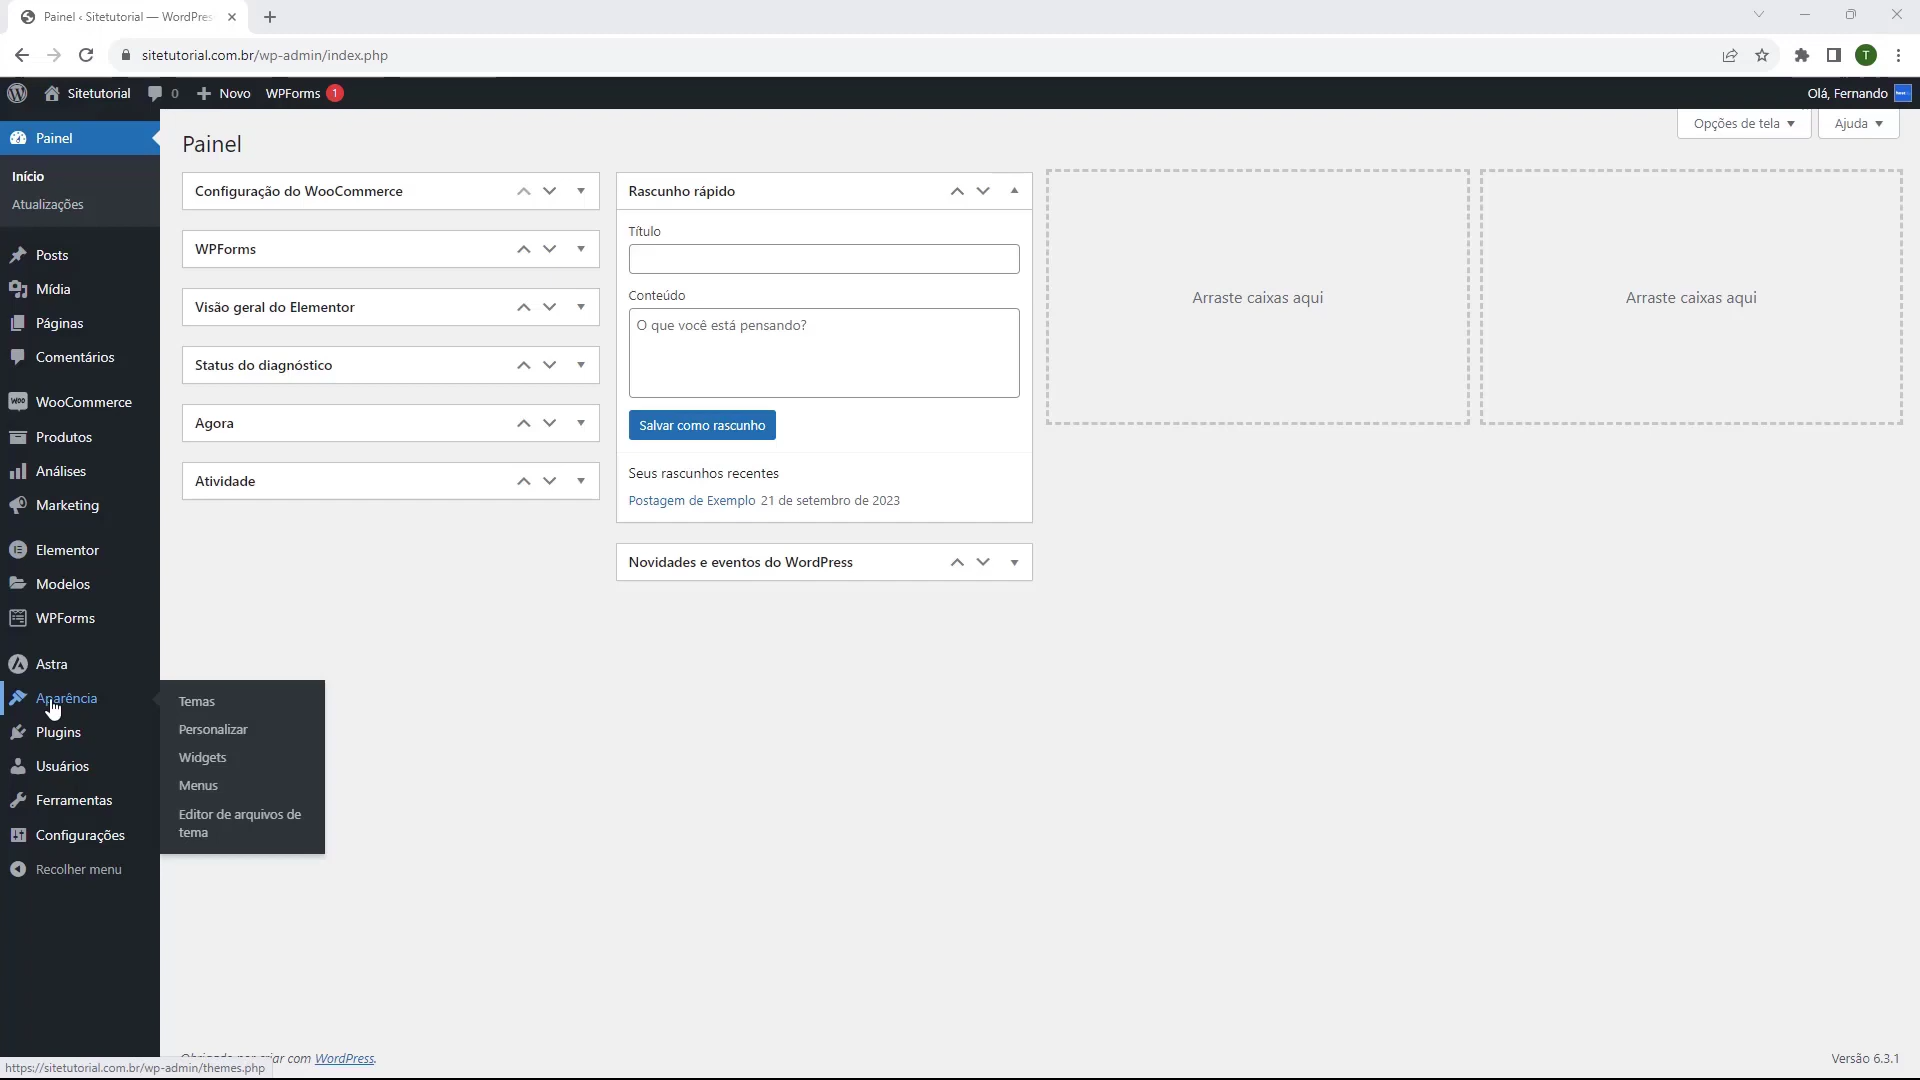 Painel ‹ Sitetutorial — WordPres
sitetutorial.com.br/wp-admin/index.php
T
Sitetutorial
0
Novo
WPForms
1
Olá, Fernando
Opções de tela
Ajuda
Painel
Início
Atualizações
Posts
Mídia
Páginas
Comentários
WooCommerce
Produtos
Análises
Marketing
Elementor
Modelos
WPForms
Astra
Aparência
Plugins
Usuários
Ferramentas
Configurações
Recolher menu
Temas
Personalizar
Widgets
Menus
Editor de arquivos de
tema
Painel
Configuração do WooCommerce
WPForms
Visão geral do Elementor
Status do diagnóstico
Agora
Atividade
Rascunho rápido
Título
Conteúdo
O que você está pensando?
Salvar como rascunho
Seus rascunhos recentes
Postagem de Exemplo 21 de setembro de 2023
Novidades e eventos do WordPress
Arraste caixas aqui
Arraste caixas aqui
com WordPress.
Versão 6.3.1
https://sitetutorial.com.br/wp-admin/themes.php